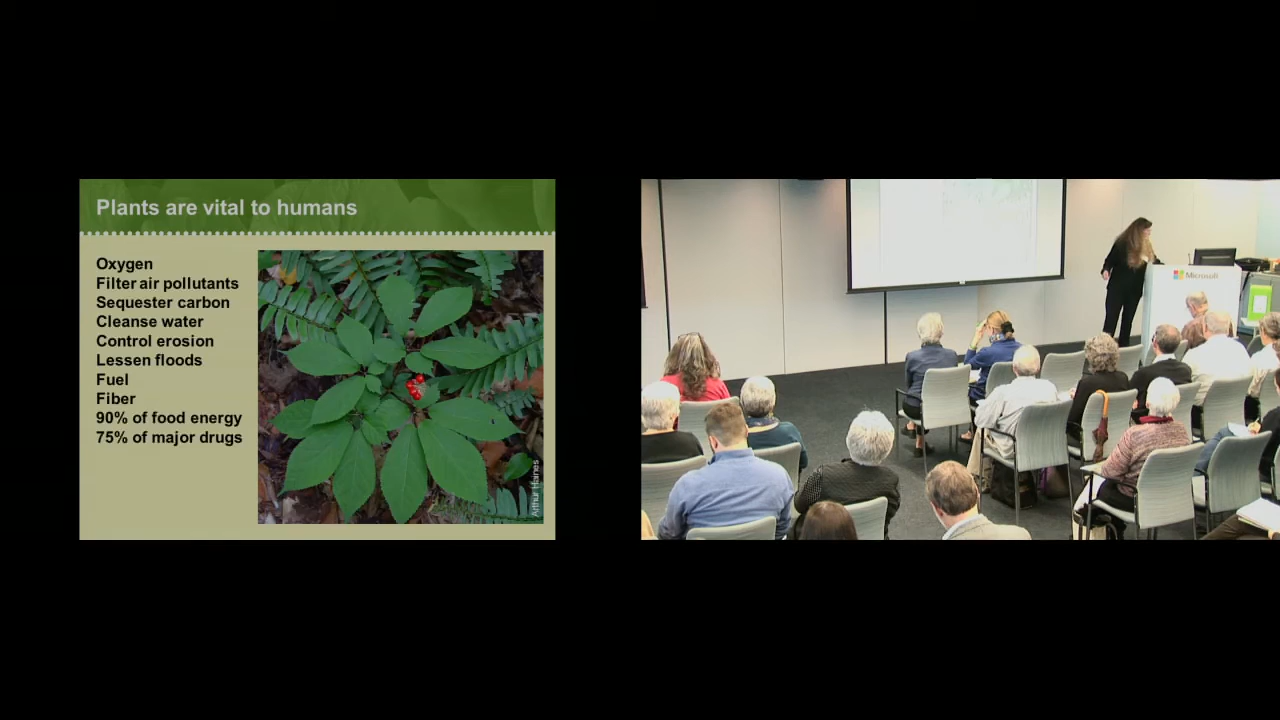 Plants are vital to humans
Oxygen
Filter air pollutants
Sequester carbon
Cleanse water
Control erosion
Lessen floods
Fuel
Fiber
90% of food energy
75% of major drugs
Arthur Haines
Microsoft